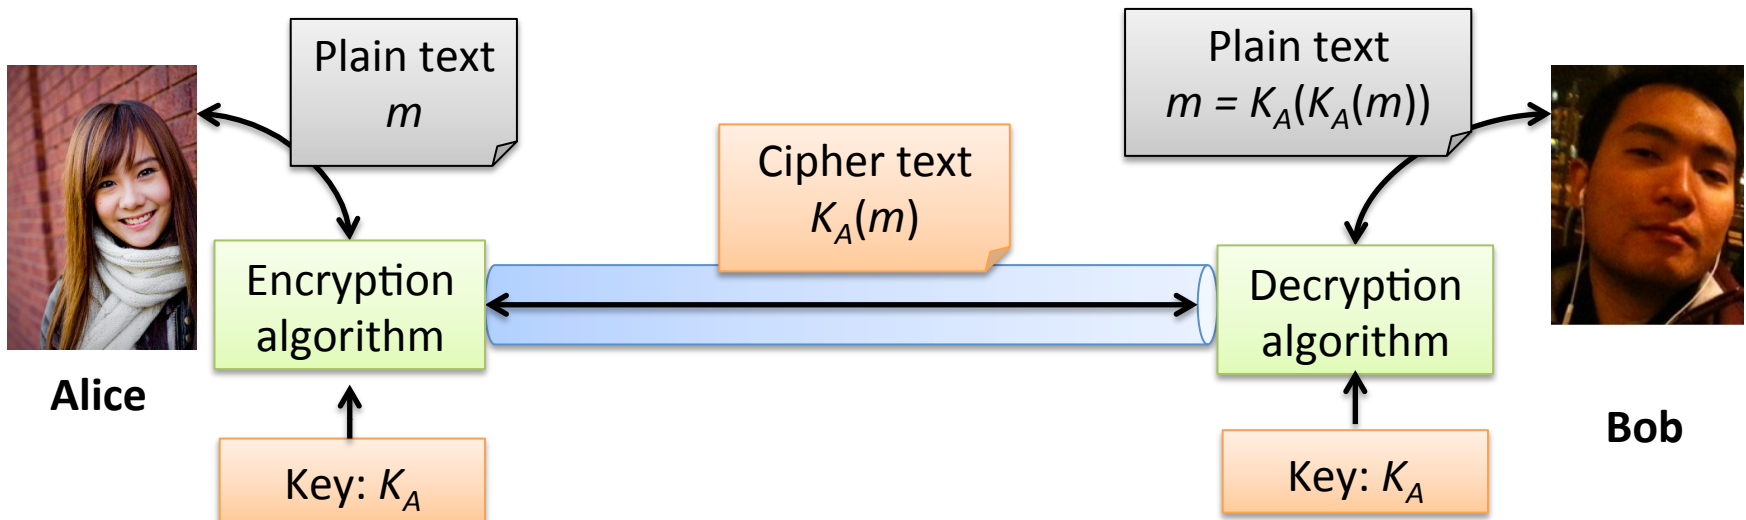 Plain text
m
Plain text
m = K_A(K_A(m))
Cipher text
K_A(m)
Encryption
algorithm
Decryption
algorithm
Alice
Bob
Key: K_A
Key: K_A